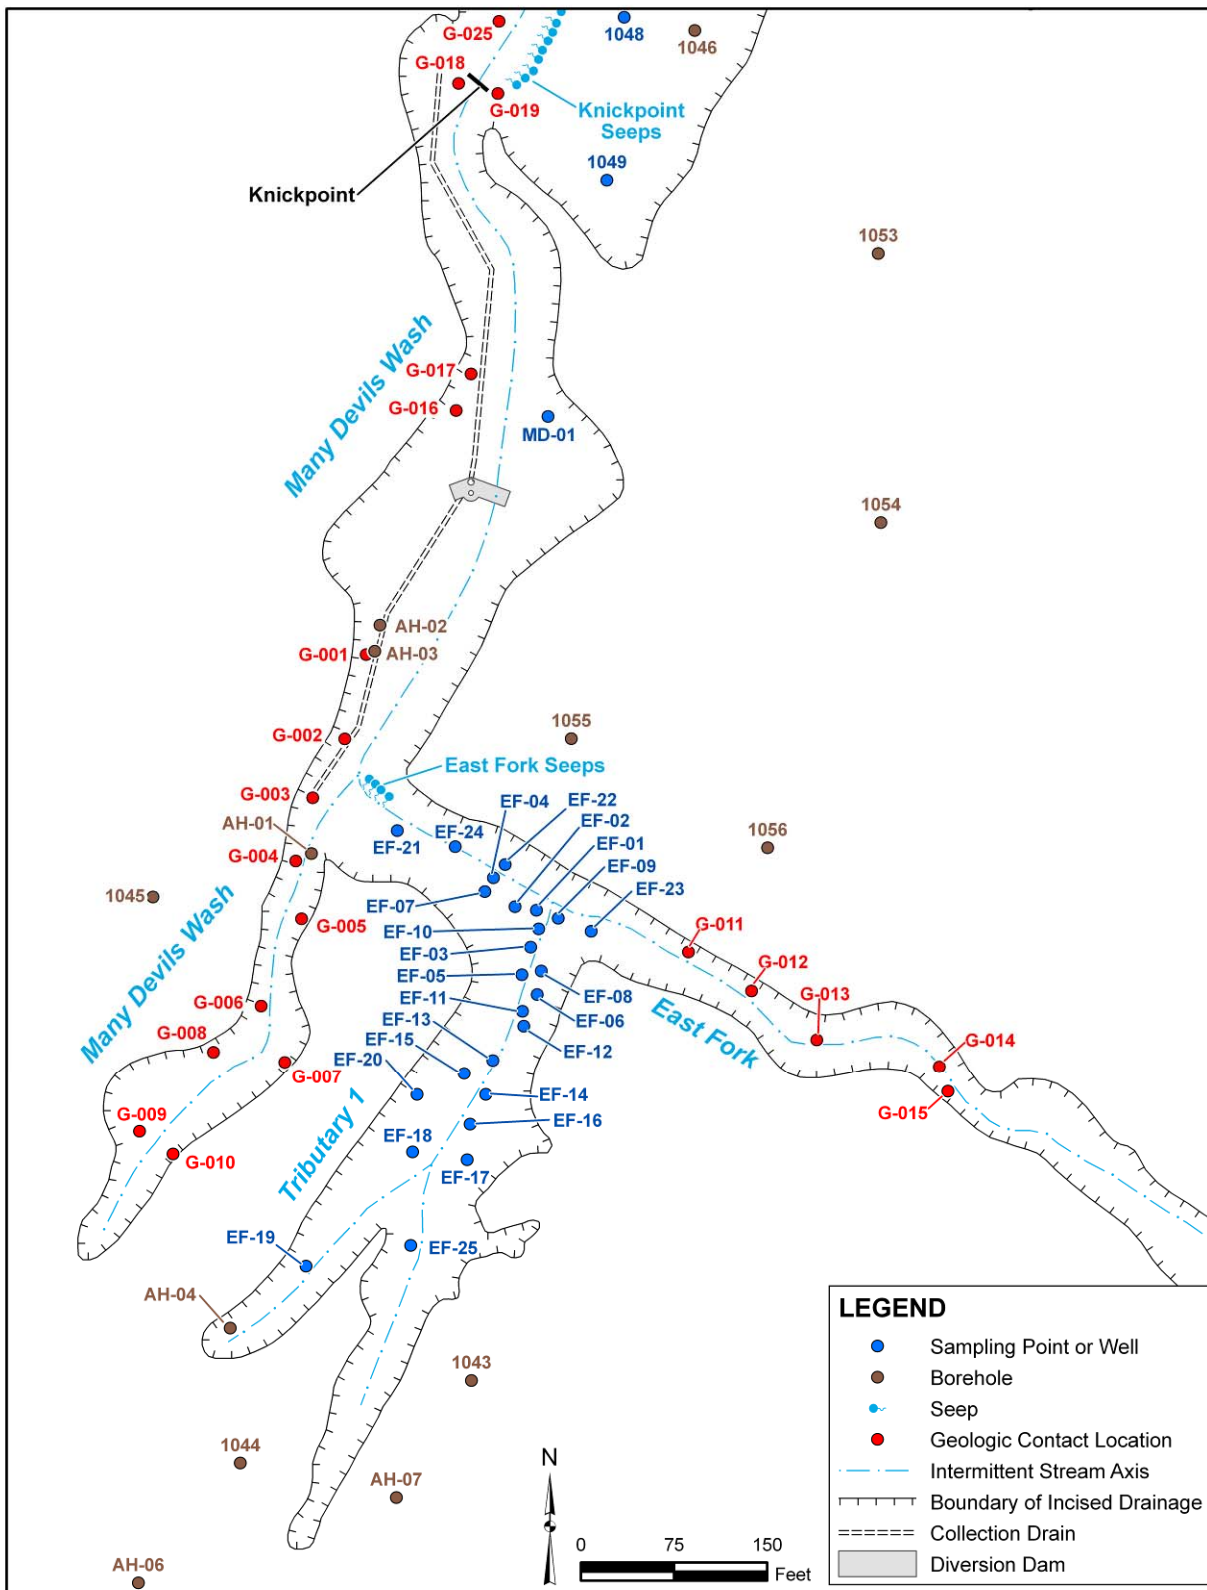 G-025
1048
1046
G-018
G-019
Knickpoint
Seeps
1049
Knickpoint
1053
Many Devils Wash
G-017
G-016
MD-01
1054
AH-02
G-001
AH-03
1055
G-002
East Fork Seeps
G-003
EF-04
EF-22
EF-02
AH-01
EF-24
EF-01
1056
EF-21
G-004
EF-09
EF-23
1045
EF-07
G-005
EF-10
G-011
Many Devils Wash
EF-03
EF-05
G-012
G-006
EF-11
EF-08
G-013
EF-06
East Fork
G-008
EF-13
EF-15
EF-12
G-014
EF-20
G-007
EF-14
G-015
G-009
EF-16
G-010
Tributary 1
EF-18
EF-17
EF-19
EF-25
AH-04
1043
1044
AH-07
AH-06
N
0 75 150
Feet
LEGEND
Sampling Point or Well
Borehole
Seep
Geologic Contact Location
Intermittent Stream Axis
Boundary of Incised Drainage
Collection Drain
Diversion Dam